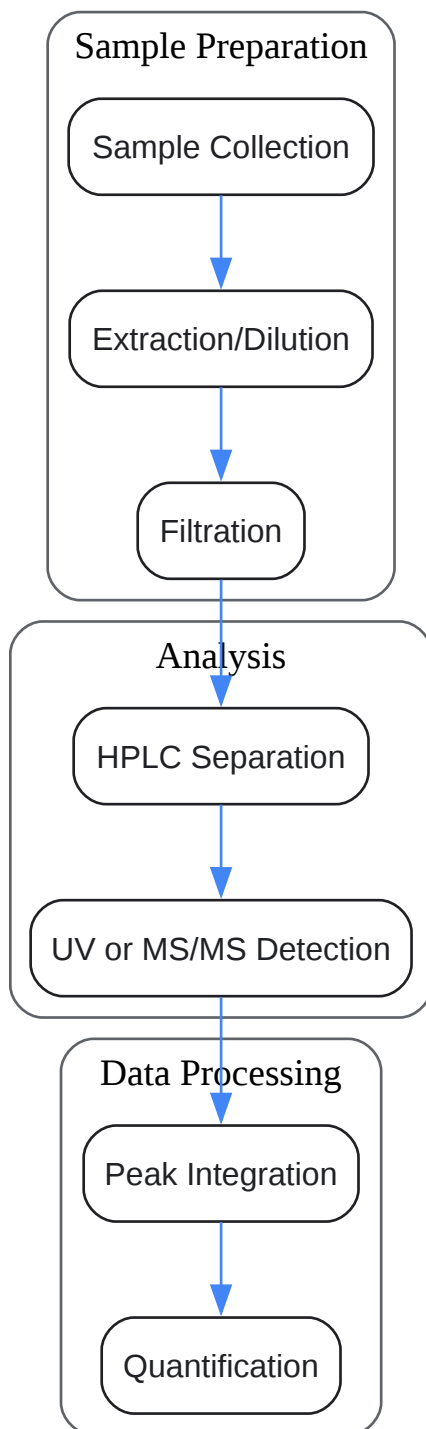 Sample Preparation
Sample Collection
Extraction/Dilution
Filtration
Analysis
HPLC Separation
UV or MS/MS Detection
Data Processing
Peak Integration
Quantification